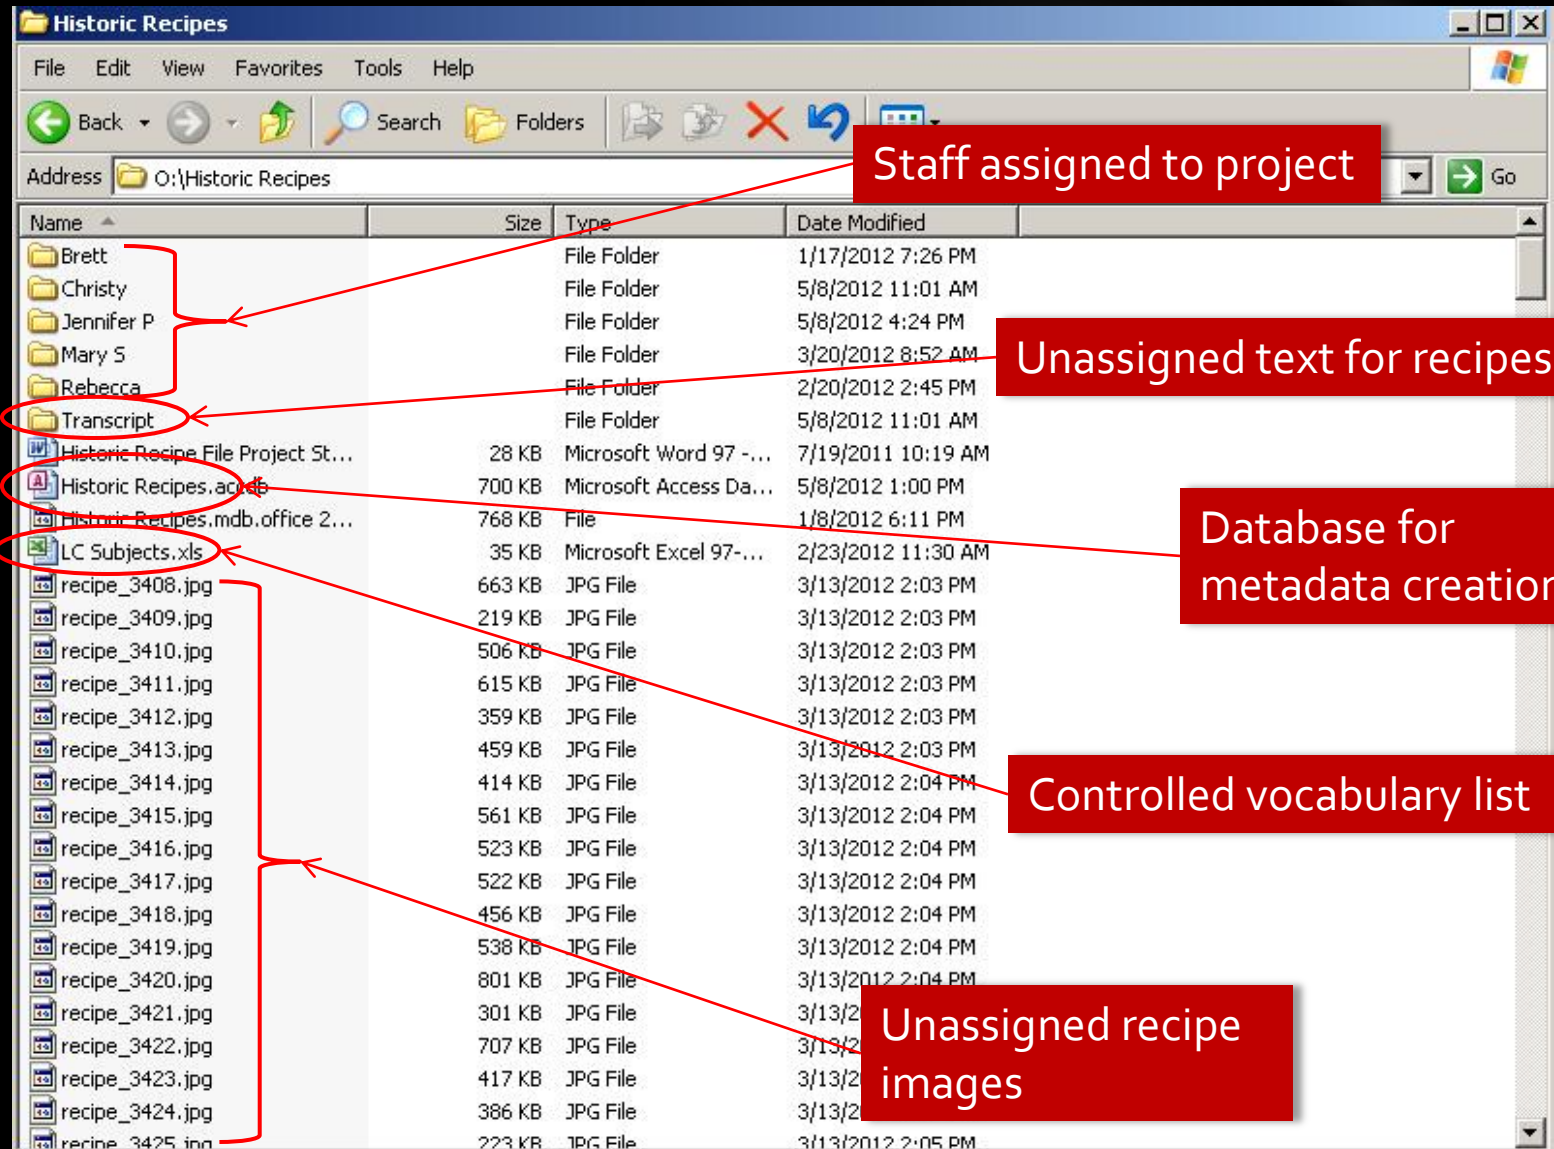 Historic Recipes
File Edit View Favorites Tools Help
Back Search Folders
Staff assigned to project
Address O:\Historic Recipes Go
Name Size Type Date Modified
Brett File Folder 1/17/2012 7:26 PM
Christy File Folder 5/8/2012 11:01 AM
Jennifer P File Folder 5/8/2012 4:24 PM
Mary S File Folder 3/20/2012 8:52 AM
Unassigned text for recipes
Rebecca File Folder 2/20/2012 2:45 PM
Transcript File Folder 5/8/2012 11:01 AM
Historic Recipe File Project St... 28 KB Microsoft Word 97 -... 7/19/2011 10:19 AM
Historic Recipes.accdb 700 KB Microsoft Access Da... 5/8/2012 1:00 PM
Historic Recipes.mdb.office 2... 768 KB File 1/8/2012 6:11 PM
Database for
metadata creation
LC Subjects.xls 35 KB Microsoft Excel 97-... 2/23/2012 11:30 AM
recipe_3408.jpg 663 KB JPG File 3/13/2012 2:03 PM
recipe_3409.jpg 219 KB JPG File 3/13/2012 2:03 PM
recipe_3410.jpg 506 KB JPG File 3/13/2012 2:03 PM
recipe_3411.jpg 615 KB JPG File 3/13/2012 2:03 PM
recipe_3412.jpg 359 KB JPG File 3/13/2012 2:03 PM
recipe_3413.jpg 459 KB JPG File 3/13/2012 2:03 PM
recipe_3414.jpg 414 KB JPG File 3/13/2012 2:04 PM
Controlled vocabulary list
recipe_3415.jpg 561 KB JPG File 3/13/2012 2:04 PM
recipe_3416.jpg 523 KB JPG File 3/13/2012 2:04 PM
recipe_3417.jpg 522 KB JPG File 3/13/2012 2:04 PM
recipe_3418.jpg 456 KB JPG File 3/13/2012 2:04 PM
recipe_3419.jpg 538 KB JPG File 3/13/2012 2:04 PM
recipe_3420.jpg 801 KB JPG File 3/13/2012 2:04 PM
recipe_3421.jpg 301 KB JPG File
Unassigned recipe
images
recipe_3422.jpg 707 KB JPG File
recipe_3423.jpg 417 KB JPG File
recipe_3424.jpg 386 KB JPG File
recipe_3425.jpg 223 KB JPG File 3/13/2012 2:05 PM